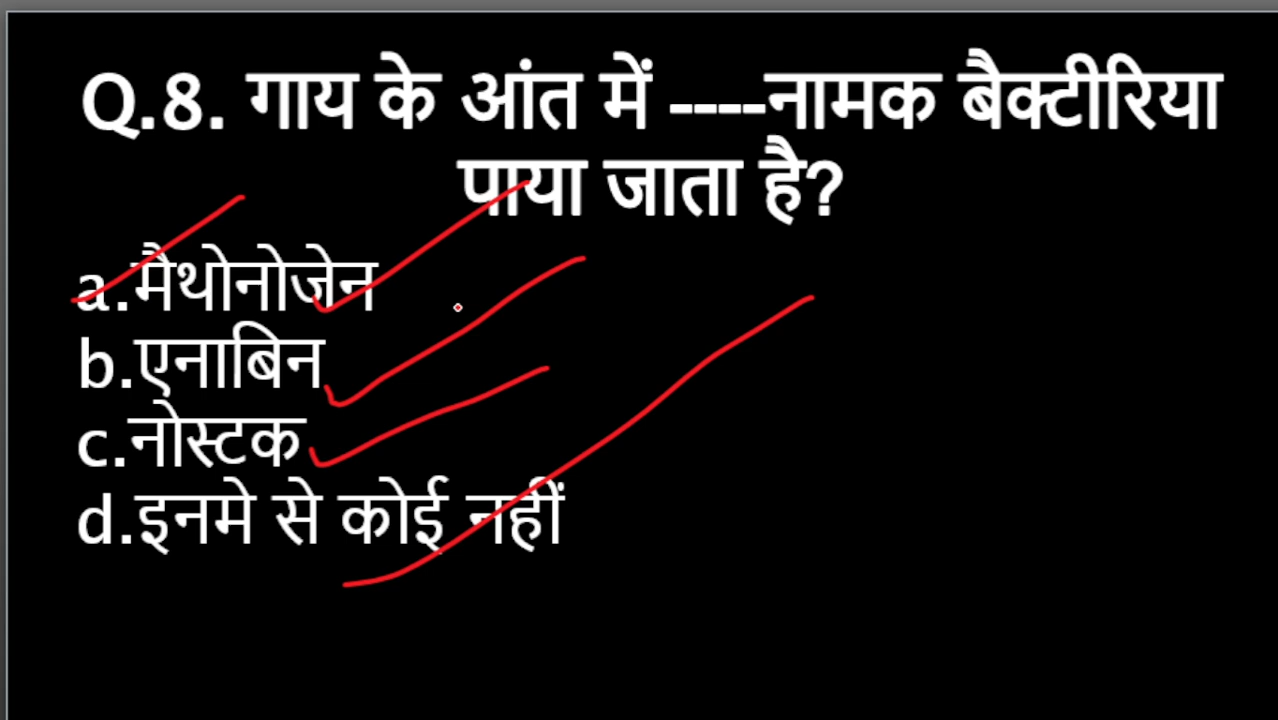 Q.8. गाय के आंत में ----नामक बैक्टीरिया
पाया जाता है?
a.मैथोनोजेन
b.एनाबिन
c.नोस्टक
d.इनमे से कोई नहीं